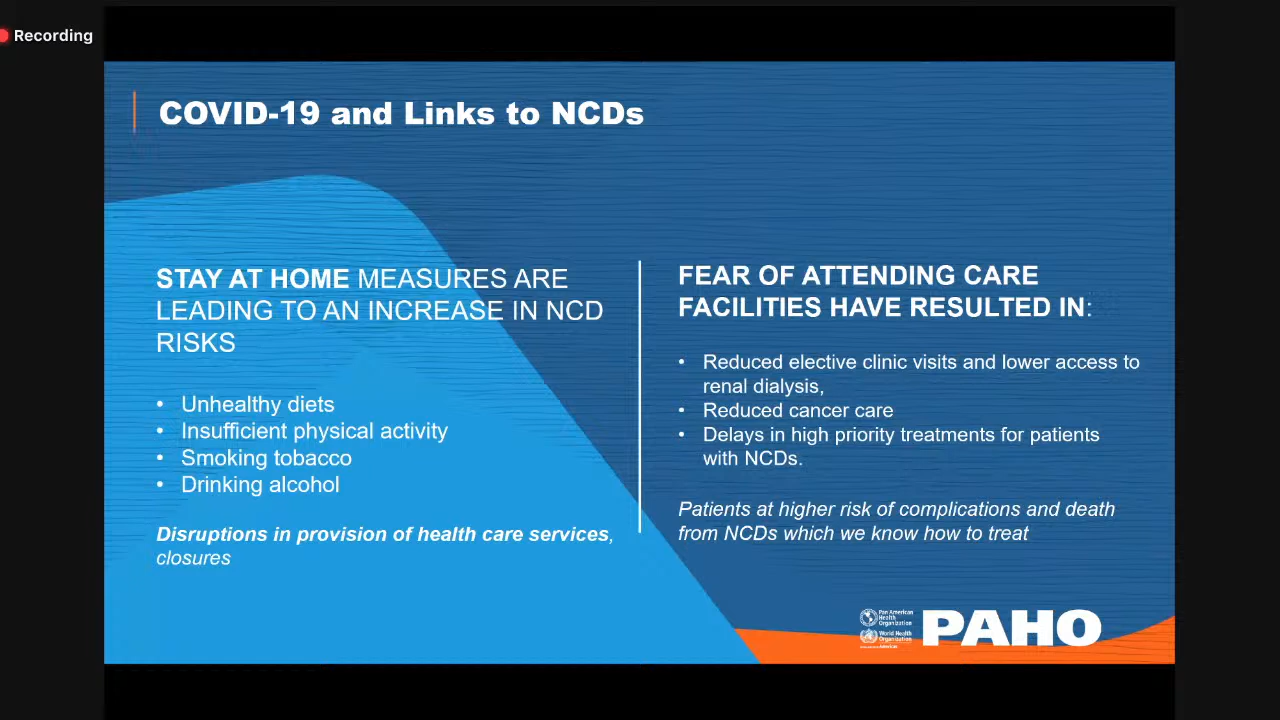 Recording
COVID-19 and Links to NCDs
STAY AT HOME MEASURES ARE
LEADING TO AN INCREASE IN NCD
RISKS
• Unhealthy diets
• Insufficient physical activity
• Smoking tobacco
• Drinking alcohol
Disruptions in provision of health care services,
closures
FEAR OF ATTENDING CARE
FACILITIES HAVE RESULTED IN:
• Reduced elective clinic visits and lower access to
renal dialysis,
• Reduced cancer care
• Delays in high priority treatments for patients
with NCDs.
Patients at higher risk of complications and death
from NCDs which we know how to treat
Pan American
Health
Organization
World Health
Organization
Americas
PAHO